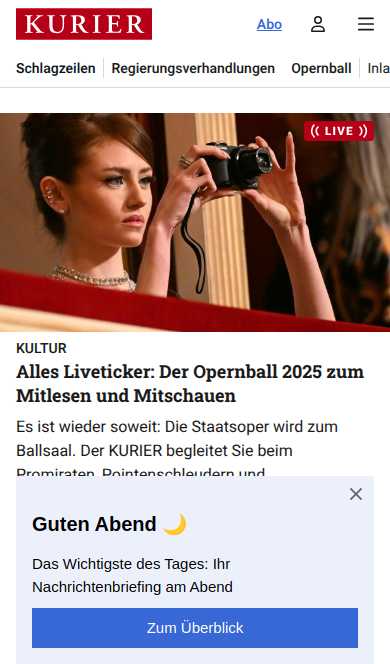 KURIER
Abo
Schlagzeilen Regierungsverhandlungen Opernball
LIVE
KULTUR
Alles Liveticker: Der Opernball 2025 zum
Mitlesen und Mitschauen
Es ist wieder soweit: Die Staatsoper wird zum
Ballsaal. Der KURIER begleitet Sie beim
Promiraten, Pointenschleudern und
Guten Abend 🌙
Das Wichtigste des Tages: Ihr
Nachrichtenbriefing am Abend
Zum Überblick